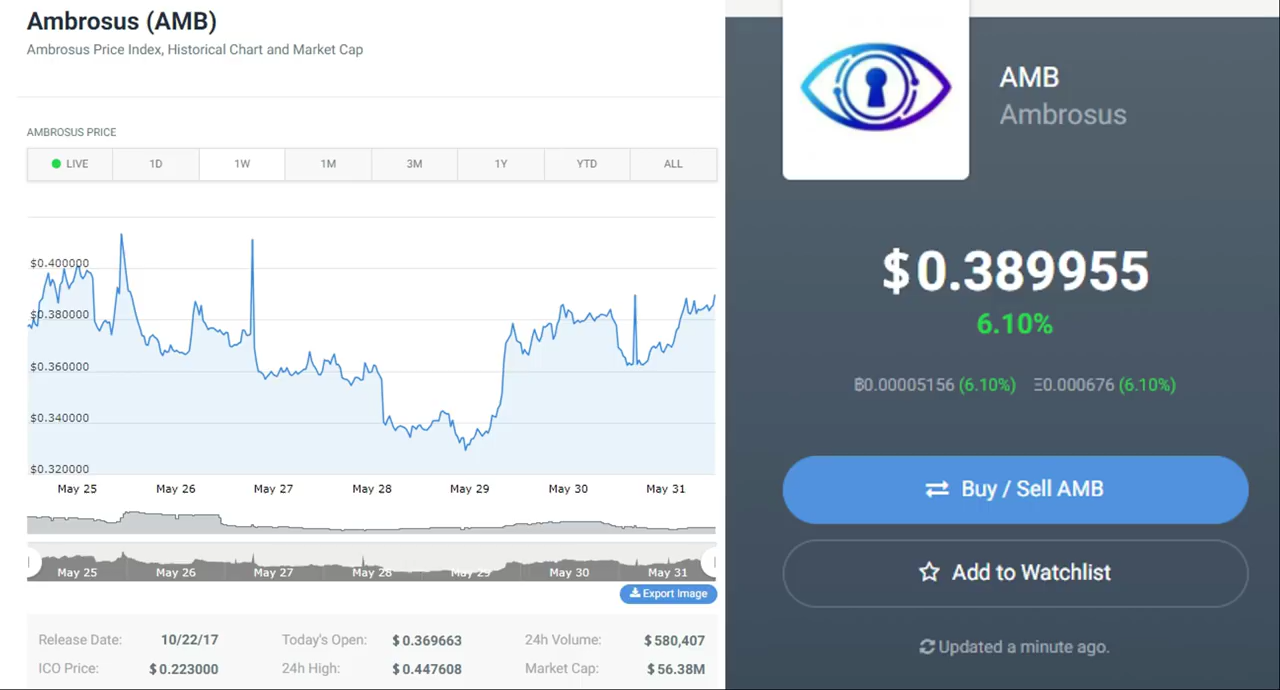 Ambrosus (AMB)
Ambrosus Price Index, Historical Chart and Market Cap
AMBROSUS PRICE
LIVE 1D 1W 1M 3M 1Y YTD ALL
$0.400000
$0.380000
$0.360000
$0.340000
$0.320000
May 25 May 26 May 27 May 28 May 29 May 30 May 31
May 25 May 26 May 27 May 28 May 29 May 30 May 31
Export Image
Release Date: 10/22/17 Today's Open: $0.369663 24h Volume: $580,407
ICO Price: $0.223000 24h High: $0.447608 Market Cap: $56.38M
AMB
Ambrosus
$0.389955
6.10%
฿0.00005156 (6.10%) Ξ0.000676 (6.10%)
Buy / Sell AMB
Add to Watchlist
Updated a minute ago.